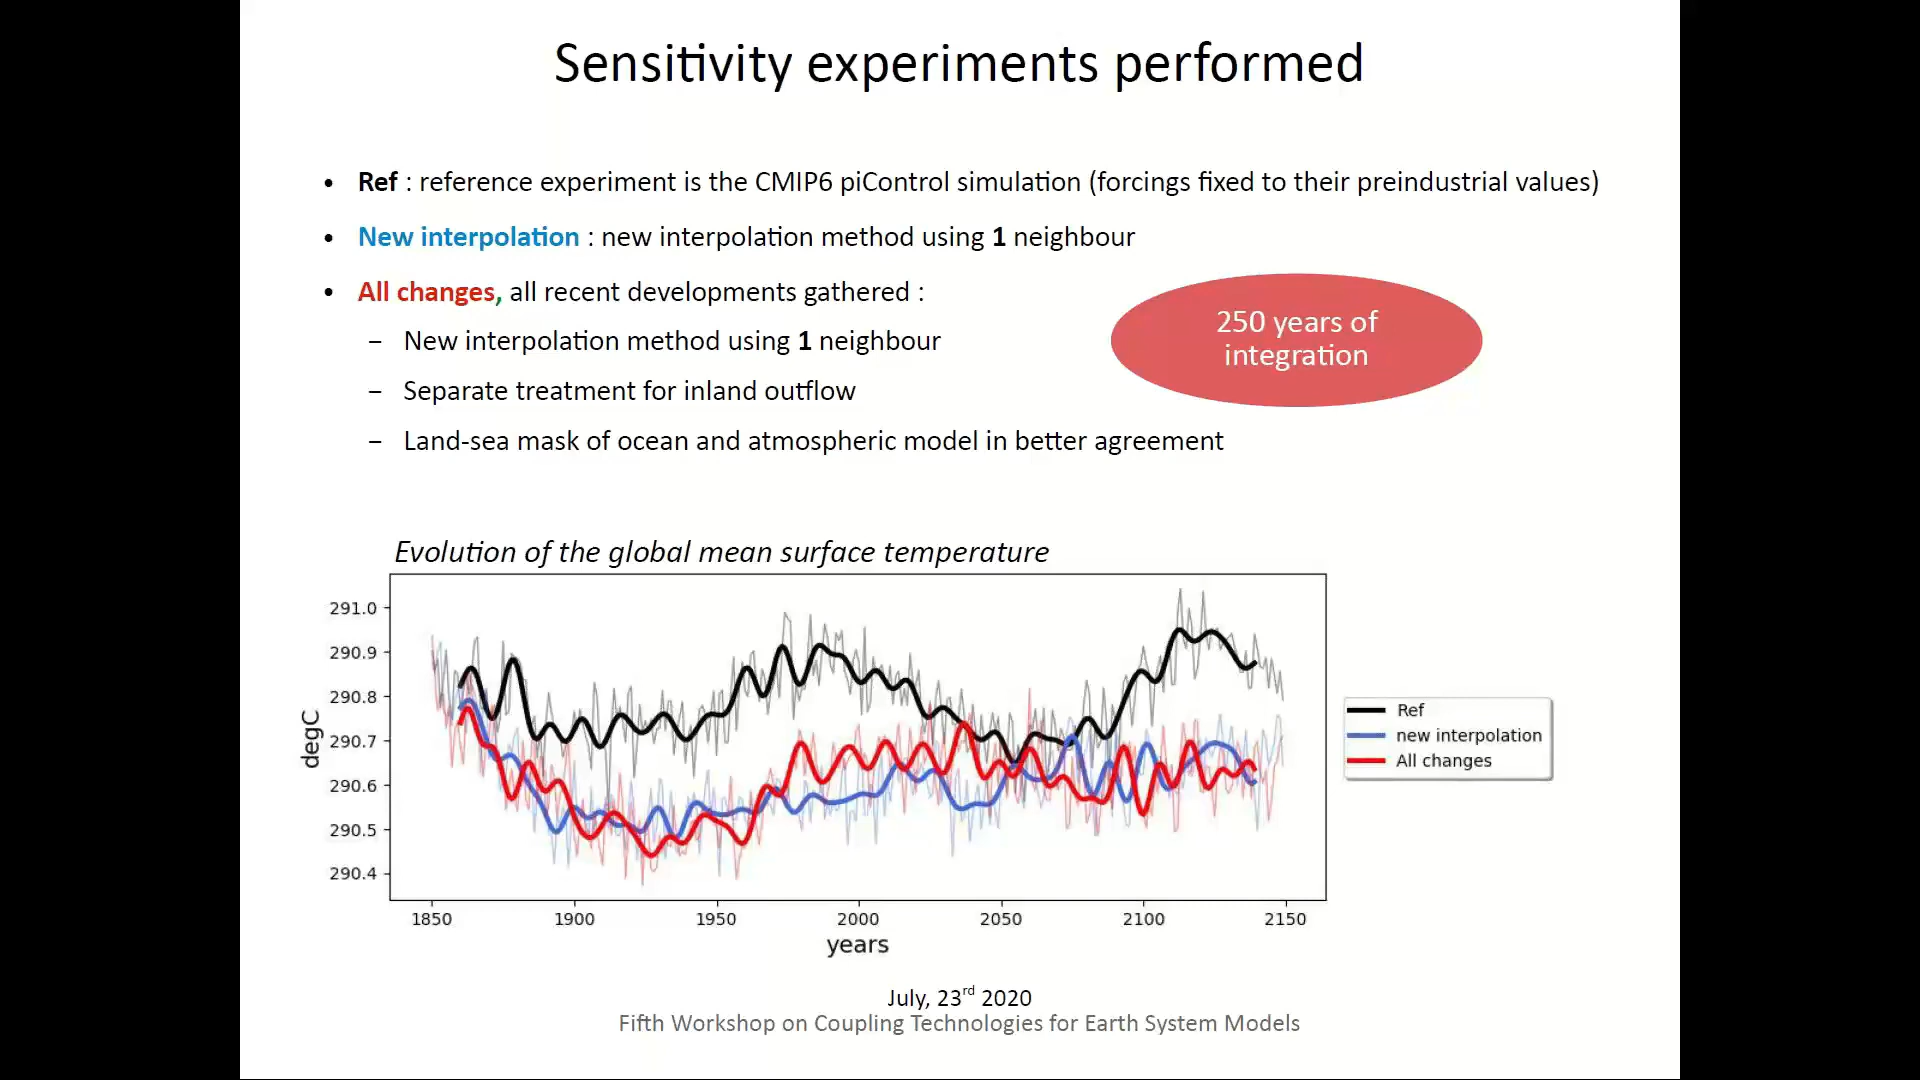 Sensitivity experiments performed
• Ref : reference experiment is the CMIP6 piControl simulation (forcings fixed to their preindustrial values)
• New interpolation : new interpolation method using 1 neighbour
• All changes, all recent developments gathered :
– New interpolation method using 1 neighbour
– Separate treatment for inland outflow
– Land-sea mask of ocean and atmospheric model in better agreement
250 years of
integration
Evolution of the global mean surface temperature
291.0
290.9
290.8
290.7
290.6
290.5
290.4
degC
1850 1900 1950 2000 2050 2100 2150
years
Ref
new interpolation
All changes
July, 23rd 2020
Fifth Workshop on Coupling Technologies for Earth System Models